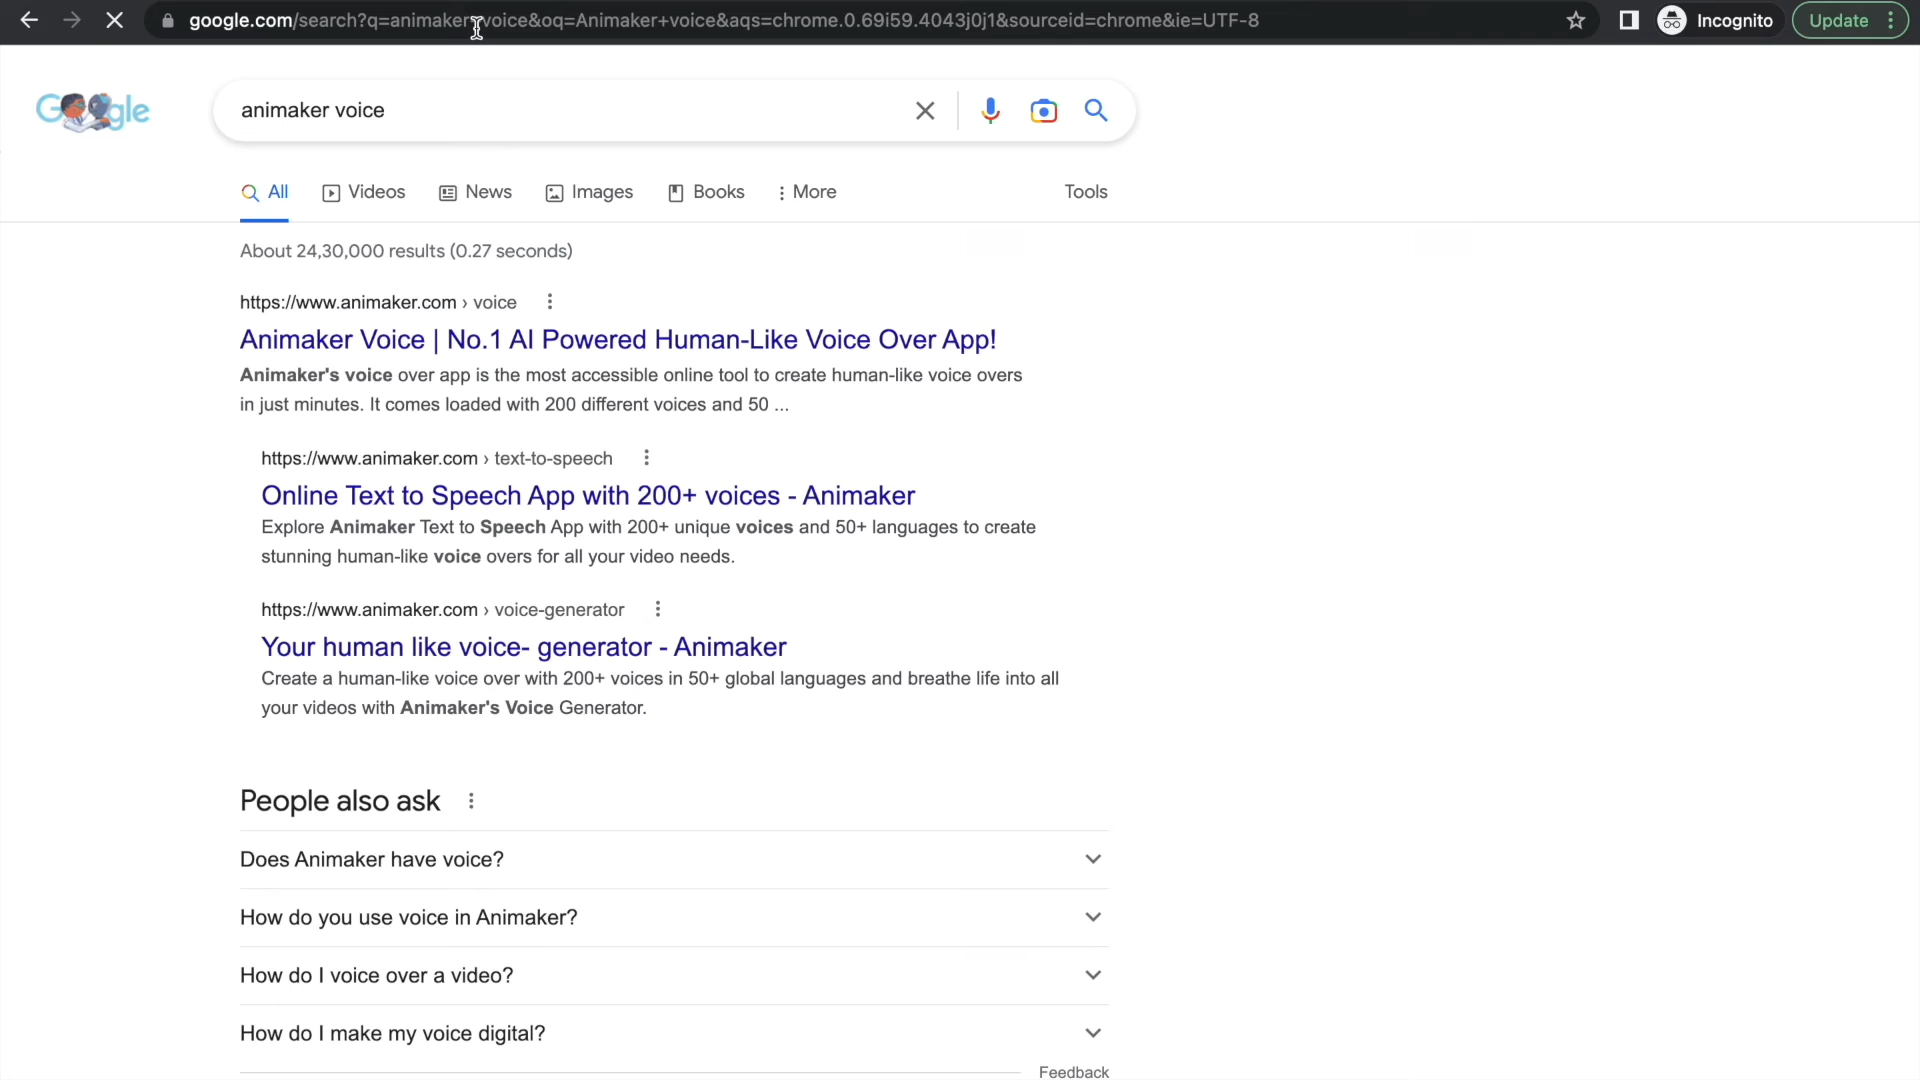 google.com/search?q=animaker+voice&oq=Animaker+voice&aqs=chrome.0.69i59.4043j0j1&sourceid=chrome&ie=UTF-8
Incognito
Update
Google
animaker voice
All
Videos
News
Images
Books
More
Tools
About 24,30,000 results (0.27 seconds)
https://www.animaker.com › voice
Animaker Voice | No.1 AI Powered Human-Like Voice Over App!
Animaker's voice over app is the most accessible online tool to create human-like voice overs
in just minutes. It comes loaded with 200 different voices and 50 ...
https://www.animaker.com › text-to-speech
Online Text to Speech App with 200+ voices - Animaker
Explore Animaker Text to Speech App with 200+ unique voices and 50+ languages to create
stunning human-like voice overs for all your video needs.
https://www.animaker.com › voice-generator
Your human like voice- generator - Animaker
Create a human-like voice over with 200+ voices in 50+ global languages and breathe life into all
your videos with Animaker's Voice Generator.
People also ask
Does Animaker have voice?
How do you use voice in Animaker?
How do I voice over a video?
How do I make my voice digital?
Feedback